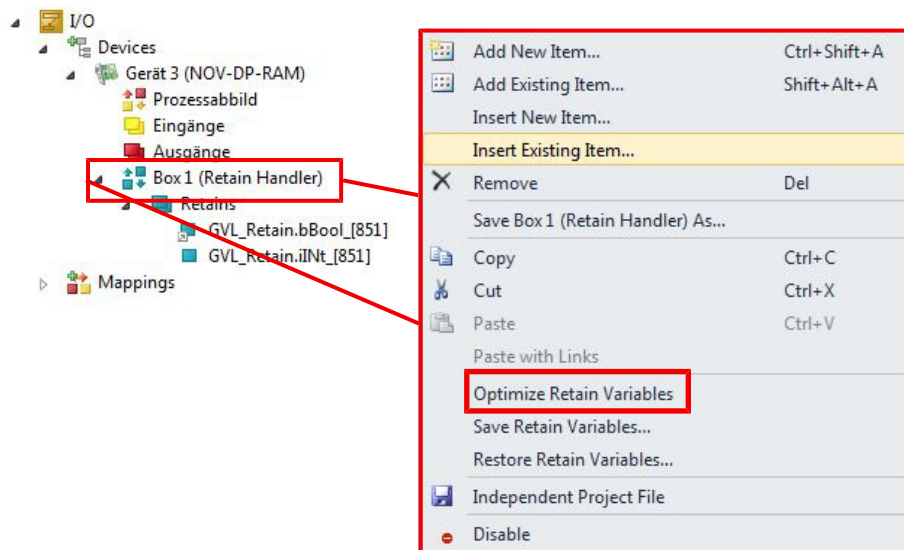 I/O
Devices
Gerät 3 (NOV-DP-RAM)
Prozessabbild
Eingänge
Ausgänge
Box 1 (Retain Handler)
Retains
GVL_Retain.bBool_[851]
GVL_Retain.iINt_[851]
Mappings
Add New Item... Ctrl+Shift+A
Add Existing Item... Shift+Alt+A
Insert New Item...
Insert Existing Item...
Remove Del
Save Box 1 (Retain Handler) As...
Copy Ctrl+C
Cut Ctrl+X
Paste Ctrl+V
Paste with Links
Optimize Retain Variables
Save Retain Variables...
Restore Retain Variables...
Independent Project File
Disable